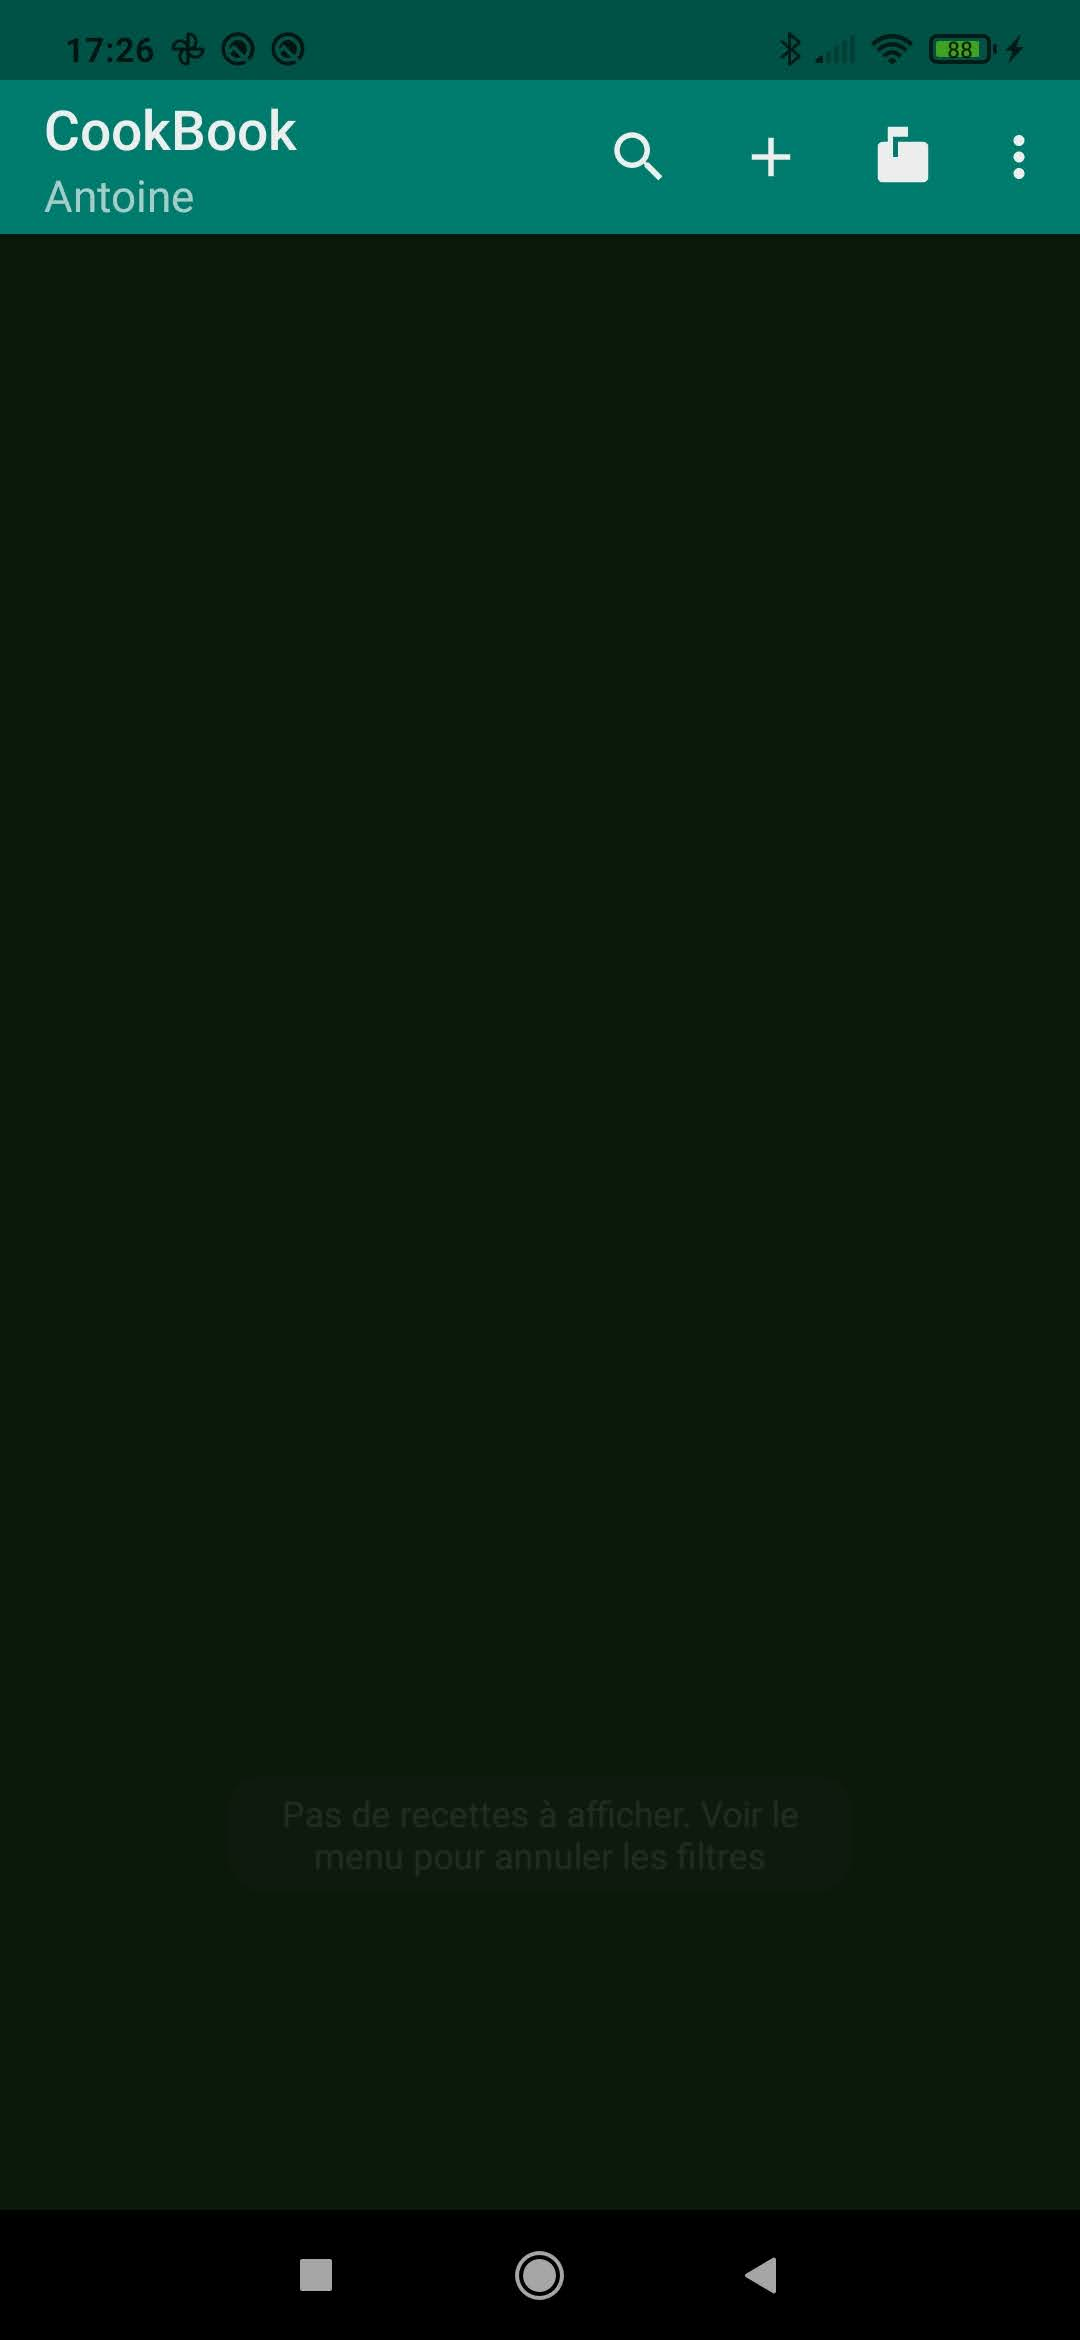 17:26
88
CookBook
Antoine
Pas de recettes à afficher. Voir le
menu pour annuler les filtres